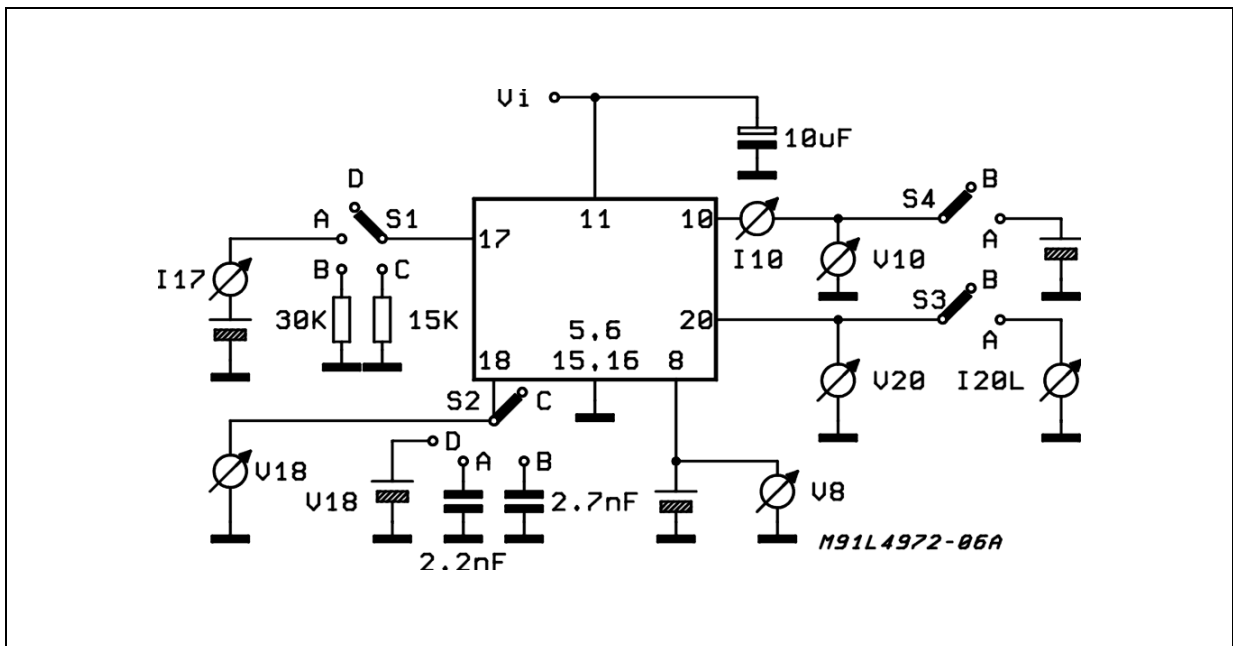 Vi
10uF
D
A
S1
17
11
10
S4
B
A
I17
B
C
I10
V10
30K
15K
20
S3
B
A
5,6
15,16
8
18
V20
I20L
S2
C
D
V18
A
B
V18
2.7nF
V8
2.2nF
M91L4972-06A